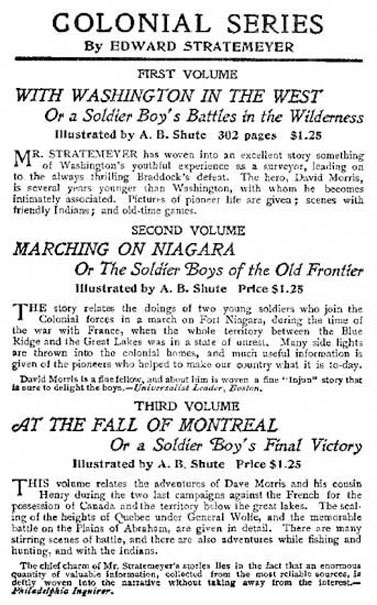 COLONIAL SERIES
By EDWARD STRATEMEYER
FIRST VOLUME
WITH WASHINGTON IN THE WEST
Or a Soldier Boy's Battles in the Wilderness
Illustrated by A. B. Shute 302 pages $1.25
MR. STRATEMEYER has woven into an excellent story something
of Washington's youthful experience as a surveyor, leading on
to the always thrilling Braddock's defeat. The hero, David Morris,
is several years younger than Washington, with whom he becomes
intimately associated. Pictures of pioneer life are given; scenes with
friendly Indians; and old-time games.
SECOND VOLUME
MARCHING ON NIAGARA
Or The Soldier Boys of the Old Frontier
Illustrated by A. B. Shute Price $1.25
THE story relates the doings of two young soldiers who join the
Colonial forces in a march on Fort Niagara, during the time of
the war with France, when the whole territory between the Blue
Ridge and the Great Lakes was in a state of unrest. Many side lights
are thrown into the colonial homes, and much useful information is
given of the pioneers who helped to make our country what it is to-day.
David Morris is a fine fellow, and about him is woven a fine "Injun" story that
is sure to delight the boys.—Universalist Leader, Boston.
THIRD VOLUME
AT THE FALL OF MONTREAL
Or a Soldier Boy's Final Victory
Illustrated by A. B. Shute Price $1.25
THIS volume relates the adventures of Dave Morris and his cousin
Henry during the two last campaigns against the French for the
possession of Canada and the territory below the great lakes. The scal-
ing of the heights of Quebec under General Wolfe, and the memorable
battle on the Plains of Abraham, are given in detail. There are many
stirring scenes of battle, and there are also adventures while fishing and
hunting, and with the Indians.
The chief charm of Mr. Stratemeyer's stories lies in the fact that an enormous
quantity of valuable information, collected from the most reliable sources, is
deftly woven into the narrative without taking away from the interest.—
Philadelphia Inquirer.